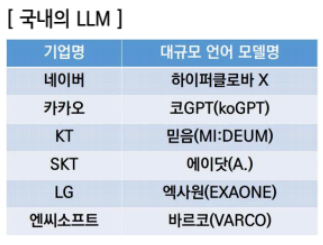 [ 국내의 LLM ]
기업명 대규모 언어 모델명
네이버 하이퍼클로바 X
카카오 코GPT(koGPT)
KT 믿음(MI:DEUM)
SKT 에이닷(A.)
LG 엑사원(EXAONE)
엔씨소프트 바르코(VARCO)